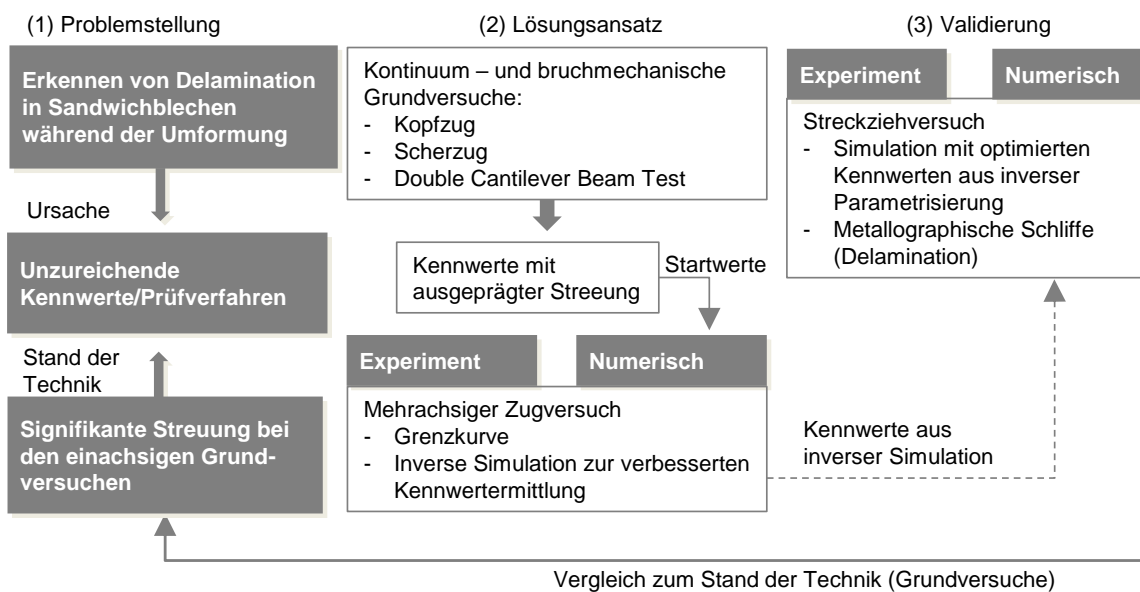 (1) Problemstellung
Erkennen von Delamination
in Sandwichblechen
während der Umformung
Ursache
Unzureichende
Kennwerte/Prüfverfahren
Stand der
Technik
Signifikante Streuung bei
den einachsigen Grund-
versuchen
(2) Lösungsansatz
Kontinuum – und bruchmechanische
Grundversuche:
- Kopfzug
- Scherzug
- Double Cantilever Beam Test
Kennwerte mit
ausgeprägter Streeung
Startwerte
Experiment
Numerisch
Mehrachsiger Zugversuch
- Grenzkurve
- Inverse Simulation zur verbesserten
Kennwertermittlung
(3) Validierung
Experiment
Numerisch
Streckziehversuch
- Simulation mit optimierten
Kennwerten aus inverser
Parametrisierung
- Metallographische Schliffe
(Delamination)
Kennwerte aus
inverser Simulation
Vergleich zum Stand der Technik (Grundversuche)